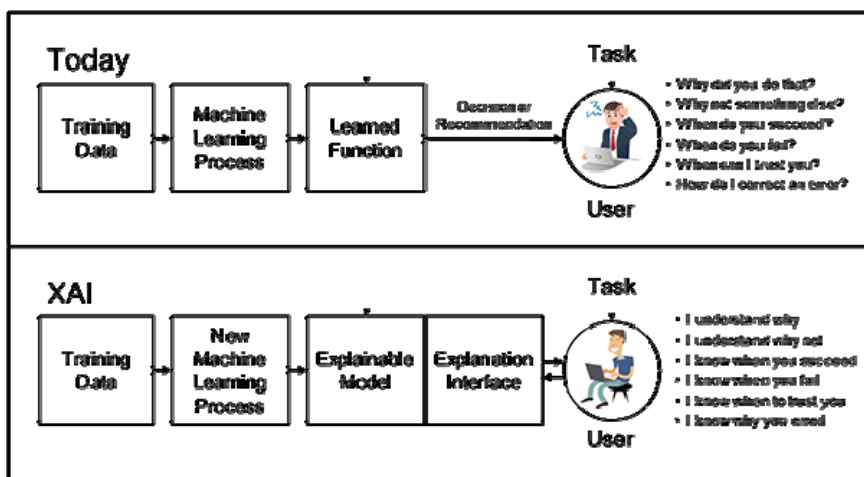 Today
Training
Data
Machine
Learning
Process
Learned
Function
Decision or
Recommendation
Task
User
• Why did you do that?
• Why not something else?
• When do you succeed?
• When do you fail?
• When can I trust you?
• How do I correct an error?
XAI
Training
Data
New
Machine
Learning
Process
Explainable
Model
Explanation
Interface
Task
User
• I understand why
• I understand why not
• I know when you succeed
• I know when you fail
• I know when to trust you
• I know why you erred